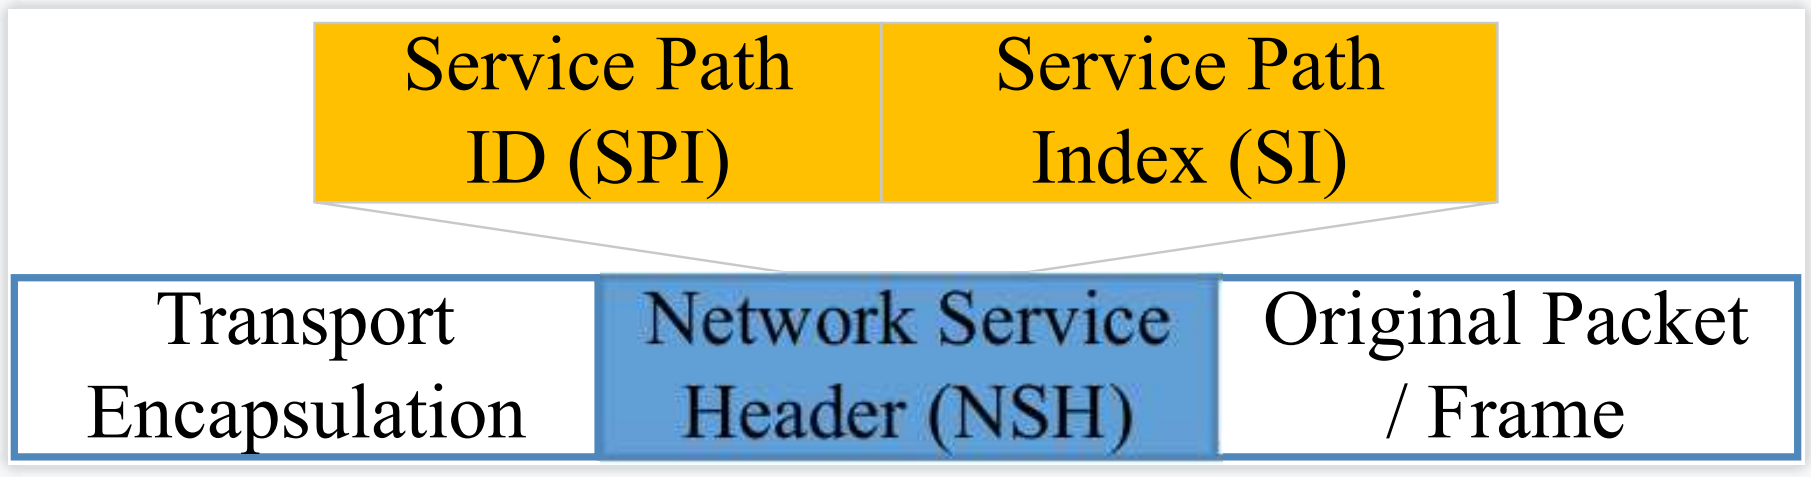 Service Path
ID (SPI)
Service Path
Index (SI)
Transport
Encapsulation
Network Service
Header (NSH)
Original Packet
/ Frame